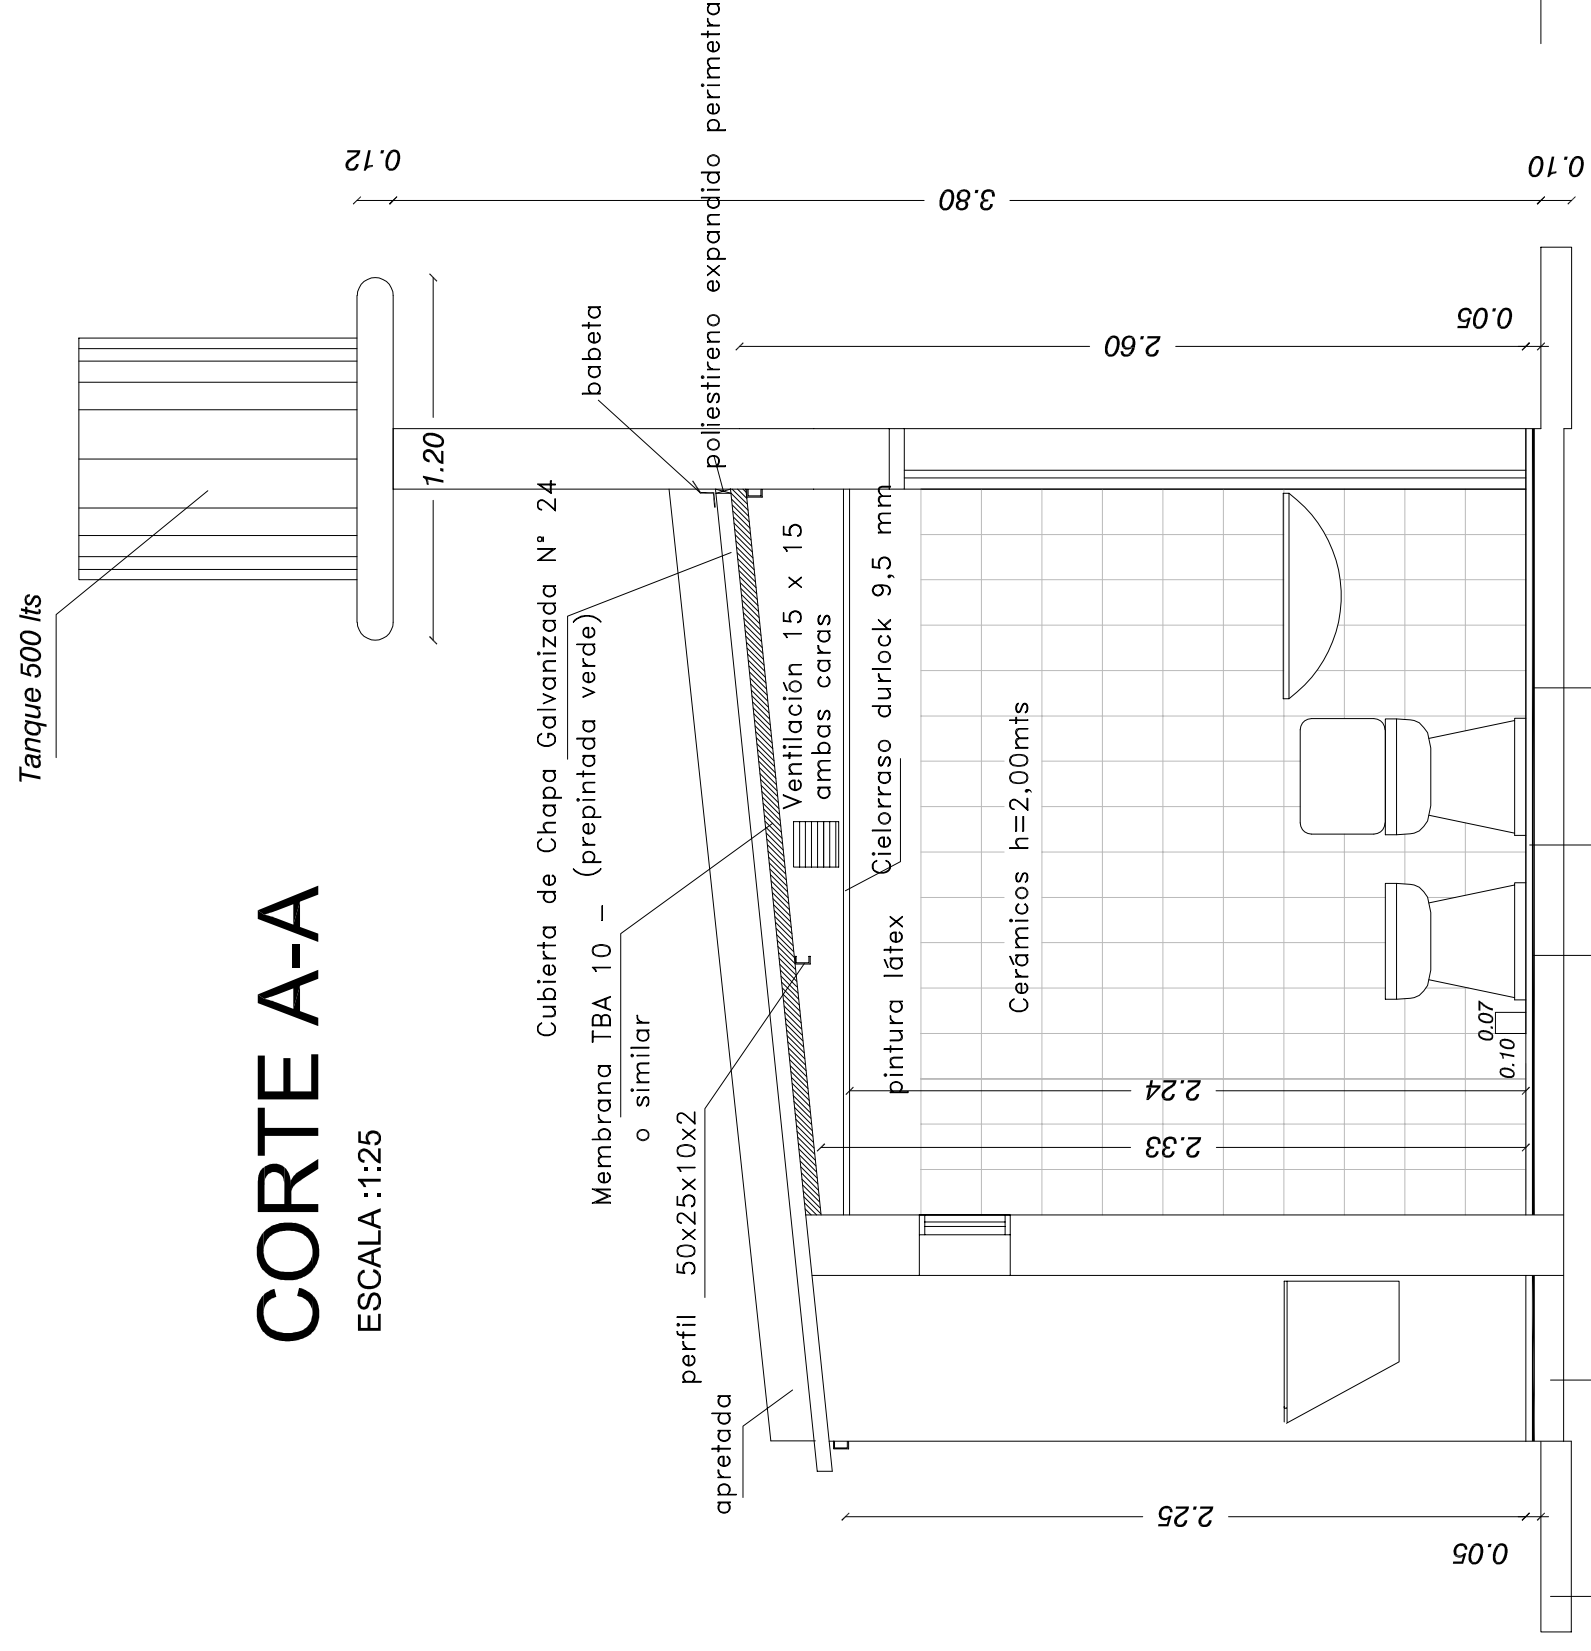 Tanque 500 lts
CORTE A-A
ESCALA :1:25
0.12
1.20
3.80
0.10
babeta
poliestireno expandido perimetra
Cubierta de Chapa Galvanizada N° 24
(prepintada verde)
Membrana TBA 10 –
o similar
perfil 50x25x10x2
apretada
2.60
0.05
Ventilación 15 x 15
ambas caras
Cielorraso durlock 9,5 mm
pintura látex
Cerámicos h=2,00mts
2.24
2.33
0.07
0.10
2.25
0.05